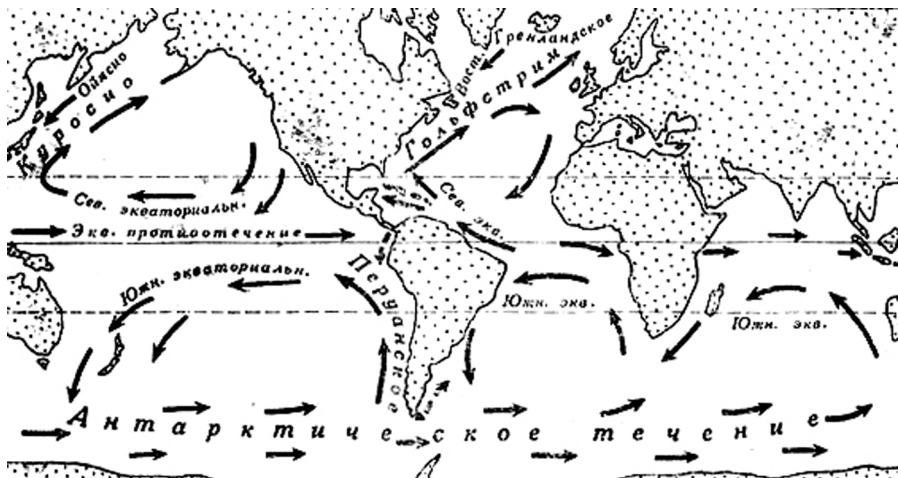 Гренландское
Вост.
Ойясио
Куросио
Гольфстрим
Сев. экваториальн.
Сев. экв.
Экв. протиоотечение
Южн. экваториальн.
Перуанское
Южн. экв.
Южн. экв.
Антарктическое течение